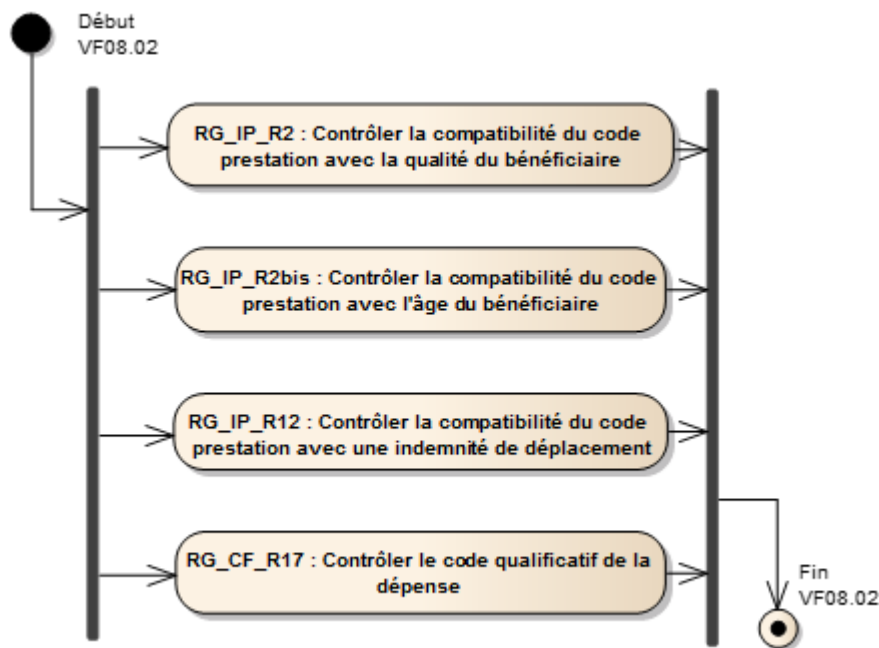 Début
VF08.02
RG_IP_R2 : Contrôler la compatibilité du code
prestation avec la qualité du bénéficiaire
RG_IP_R2bis : Contrôler la compatibilité du code
prestation avec l'âge du bénéficiaire
RG_IP_R12 : Contrôler la compatibilité du code
prestation avec une indemnité de déplacement
RG_CF_R17 : Contrôler le code qualificatif de la
dépense
Fin
VF08.02